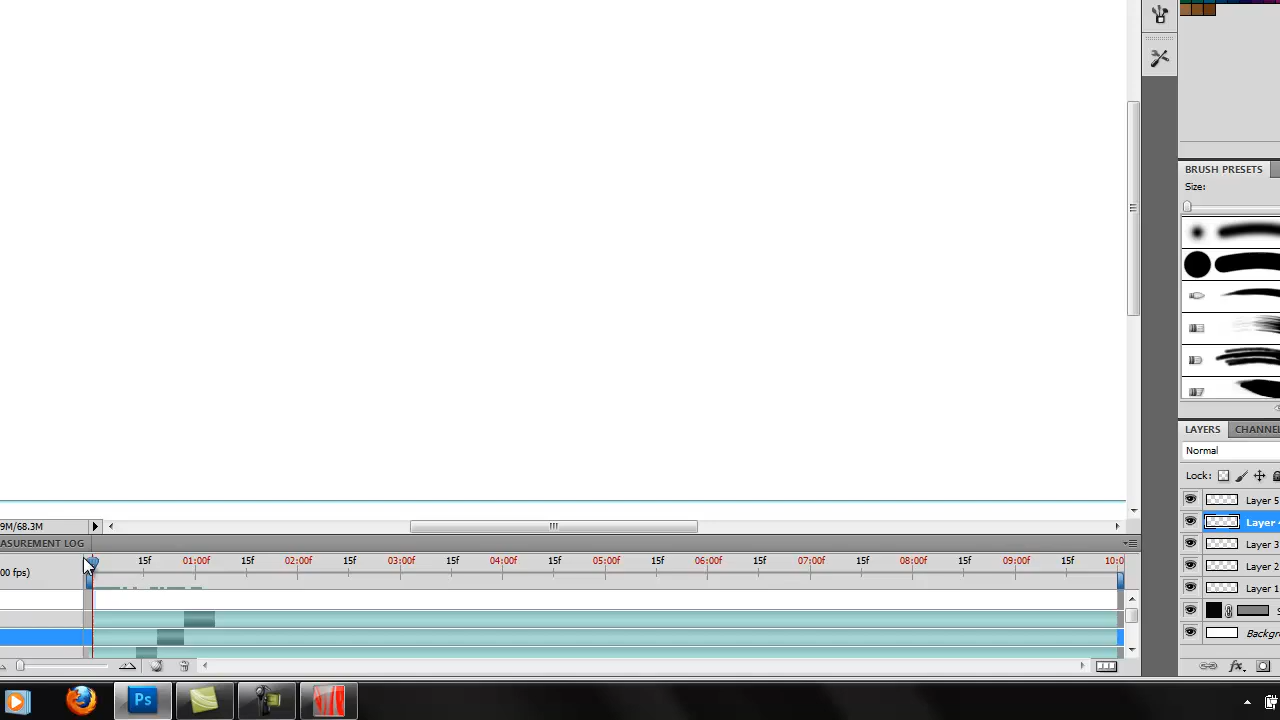 BRUSH PRESETS
Size:
LAYERS CHANNEL
Normal
Lock:
Layer 5
Layer
Layer 3
Layer 2
Layer 1
S
Backgro
9M/68.3M
ASUREMENT LOG
15f 01:00f 15f 02:00f 15f 03:00f 15f 04:00f 15f 05:00f 15f 06:00f 15f 07:00f 15f 08:00f 15f 09:00f 15f 10:0
00 fps)
Ps
fx